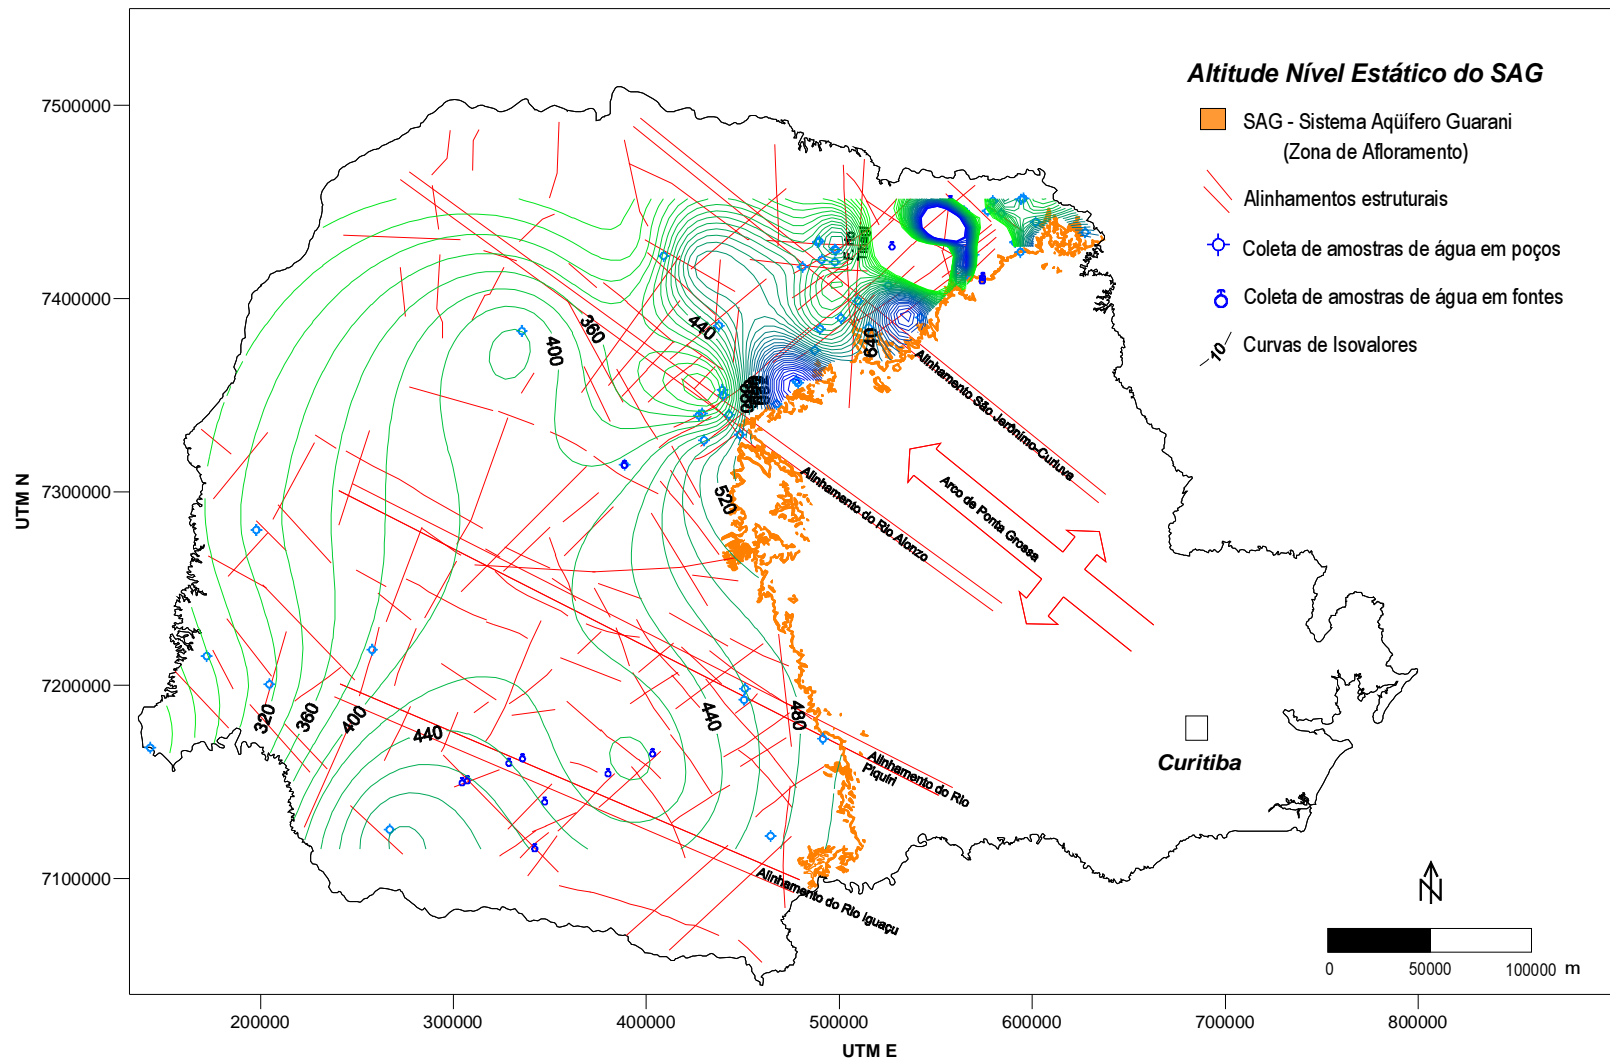 Altitude Nível Estático do SAG
SAG - Sistema Aqüífero Guarani
(Zona de Afloramento)
Alinhamentos estruturais
Coleta de amostras de água em poços
Coleta de amostras de água em fontes
10
Curvas de Isovalores
7500000
7400000
7300000
7200000
7100000
UTM N
360
400
440
640
520
320
360
400
440
440
480
Alinhamento São Jerônimo-Curiuva
Arco de Ponta Grossa
Alinhamento do Rio Alonzo
Alinhamento do Rio
Piquiri
Alinhamento do Rio Iguaçu
Curitiba
N
0 50000 100000 m
200000 300000 400000 500000 600000 700000 800000
UTM E